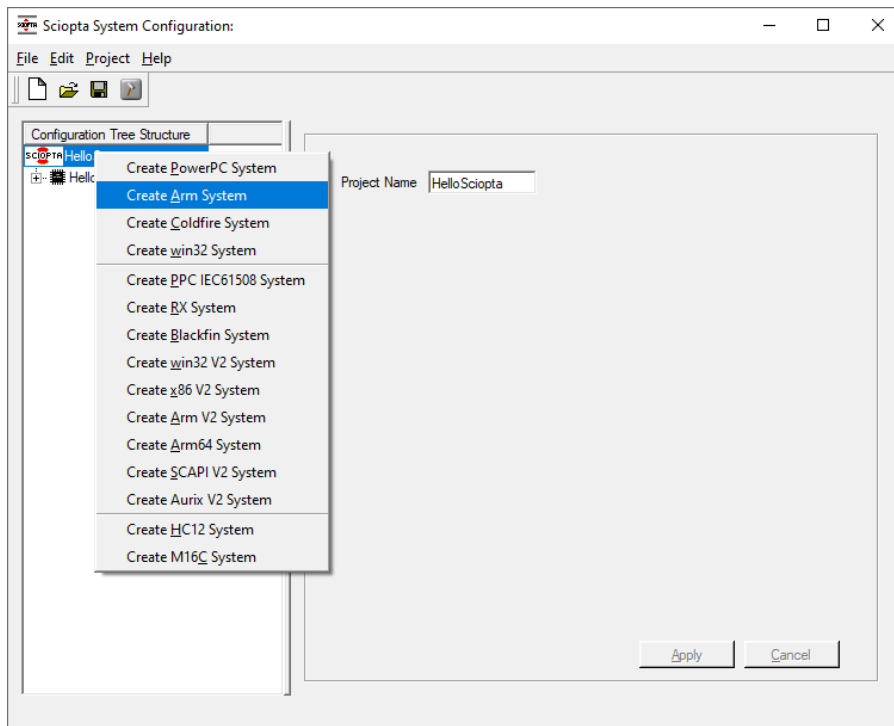 Sciopta System Configuration:
File Edit Project Help
Configuration Tree Structure
SCIOPTA Hello
Hello
Create PowerPC System
Create Arm System
Create Coldfire System
Create win32 System
Create PPC IEC61508 System
Create RX System
Create Blackfin System
Create win32 V2 System
Create x86 V2 System
Create Arm V2 System
Create Arm64 System
Create SCAPI V2 System
Create Aurix V2 System
Create HC12 System
Create M16C System
Project Name HelloSciopta
Apply Cancel